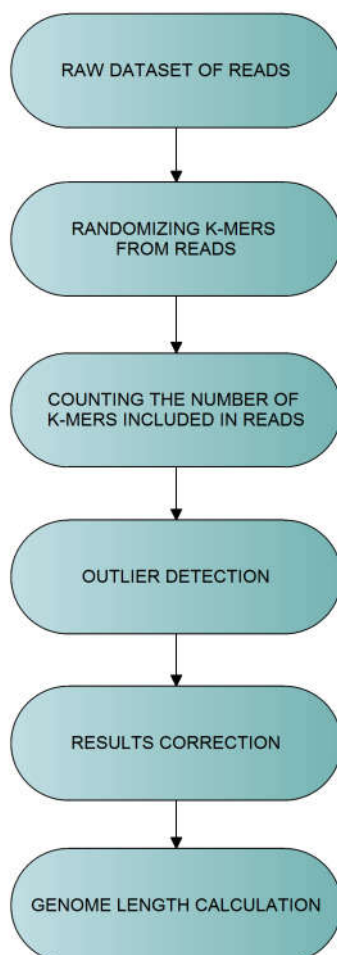 RAW DATASET OF READS
RANDOMIZING K-MERS
FROM READS
COUNTING THE NUMBER OF
K-MERS INCLUDED IN READS
OUTLIER DETECTION
RESULTS CORRECTION
GENOME LENGTH CALCULATION